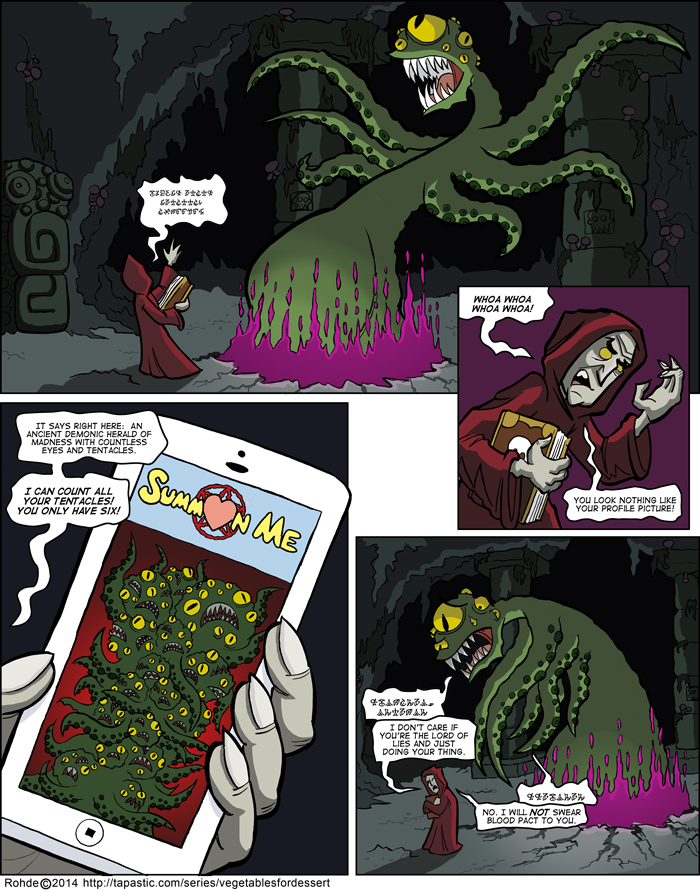 WHOA WHOA
WHOA WHOA!
YOU LOOK NOTHING LIKE
YOUR PROFILE PICTURE!
IT SAYS RIGHT HERE: AN
ANCIENT DEMONIC HERALD OF
MADNESS WITH COUNTLESS
EYES AND TENTACLES.
I CAN COUNT ALL
YOUR TENTACLES!
YOU ONLY HAVE SIX!
SUMMON ME
I DON'T CARE IF
YOU'RE THE LORD OF
LIES AND JUST
DOING YOUR THING.
NO. I WILL NOT SWEAR
BLOOD PACT TO YOU.
Rohde©2014 http://tapastic.com/series/vegetablesfordessert